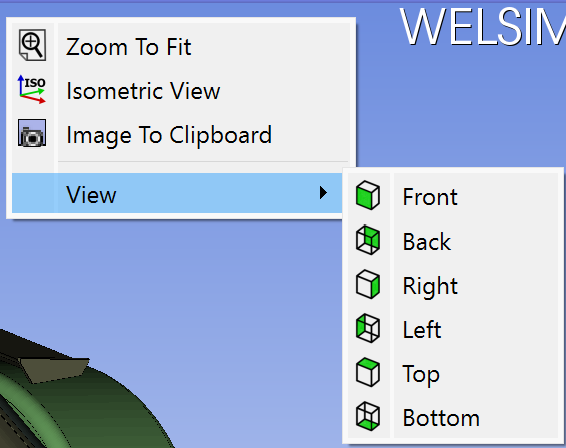 WELSIM
Zoom To Fit
ISO
Isometric View
Image To Clipboard
View
Front
Back
Right
Left
Top
Bottom